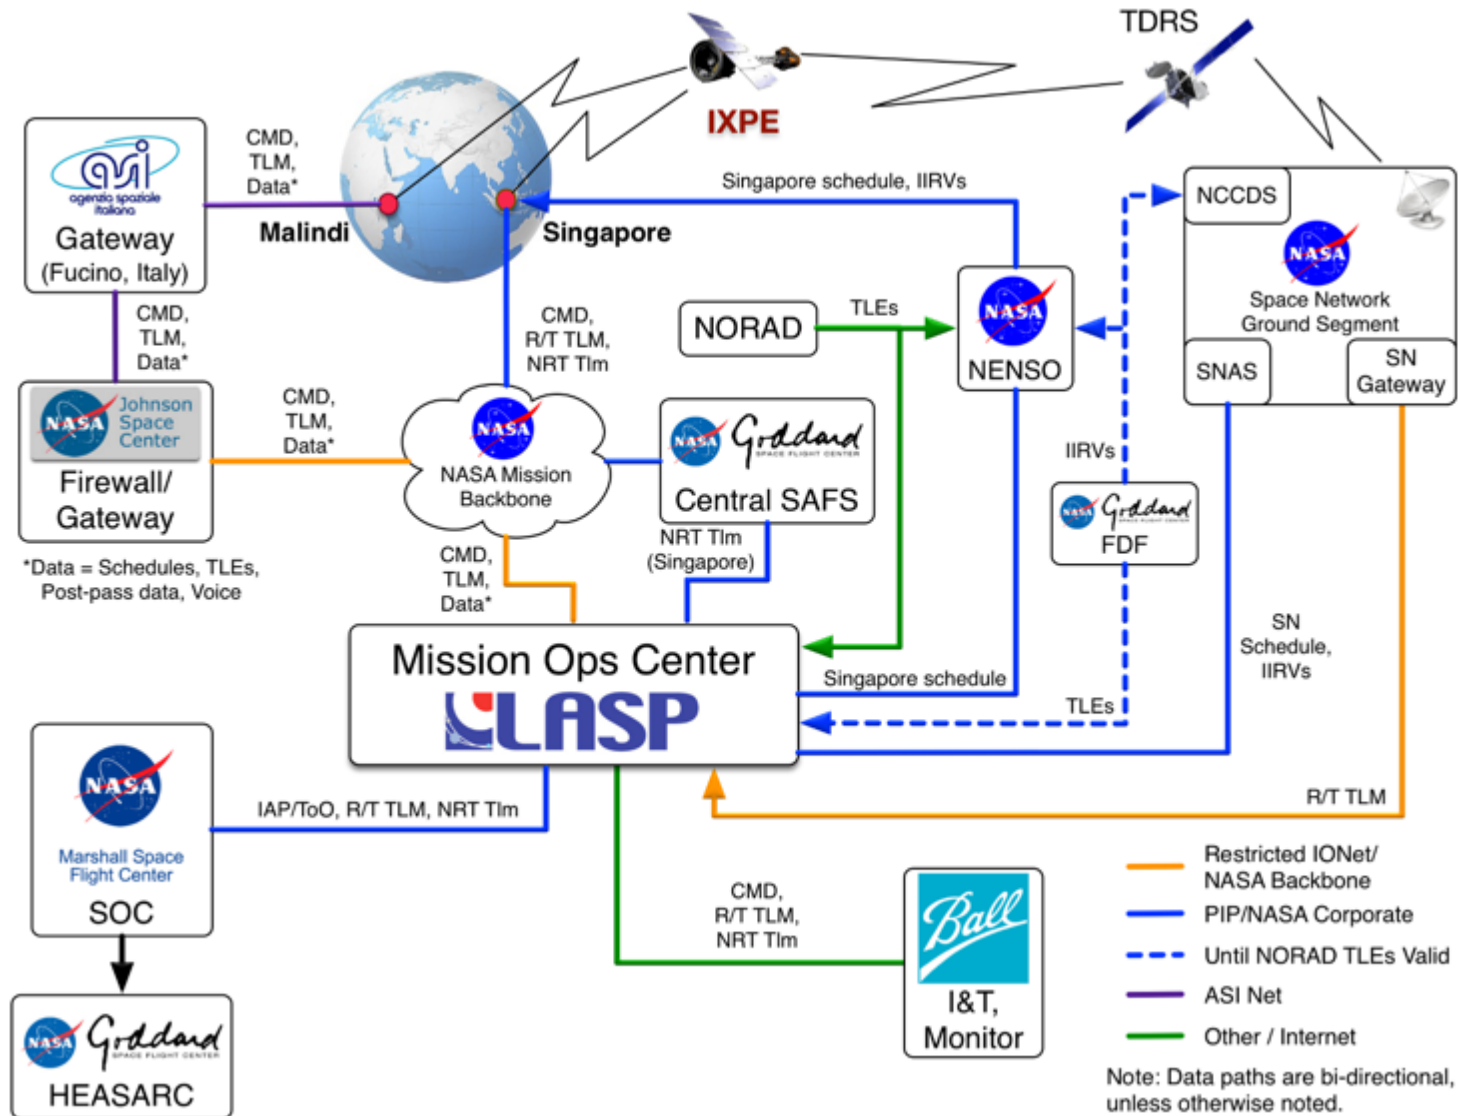 TDRS
IXPE
CMD,
TLM,
Data*
asi
agenzia spaziale
italiana
Gateway
(Fucino, Italy)
Malindi
Singapore
Singapore schedule, IIRVs
NCCDS
NASA
Space Network
Ground Segment
SNAS
SN
Gateway
CMD,
TLM,
Data*
CMD,
R/T TLM,
NRT Tlm
NORAD
TLEs
NASA
NENSO
NASA
Johnson
Space
Center
Firewall/
Gateway
CMD,
TLM,
Data*
NASA
NASA Mission
Backbone
NASA
Goddard
SPACE FLIGHT CENTER
Central SAFS
IIRVs
NASA
Goddard
SPACE FLIGHT CENTER
FDF
*Data = Schedules, TLEs,
Post-pass data, Voice
CMD,
TLM,
Data*
NRT Tlm
(Singapore)
Mission Ops Center
LASP
Singapore schedule
TLEs
SN
Schedule,
IIRVs
R/T TLM
NASA
Marshall Space
Flight Center
SOC
IAP/ToO, R/T TLM, NRT Tlm
CMD,
R/T TLM,
NRT Tlm
Ball
I&T,
Monitor
NASA
Goddard
SPACE FLIGHT CENTER
HEASARC
Restricted IONet/
NASA Backbone
PIP/NASA Corporate
Until NORAD TLEs Valid
ASI Net
Other / Internet
Note: Data paths are bi-directional,
unless otherwise noted.